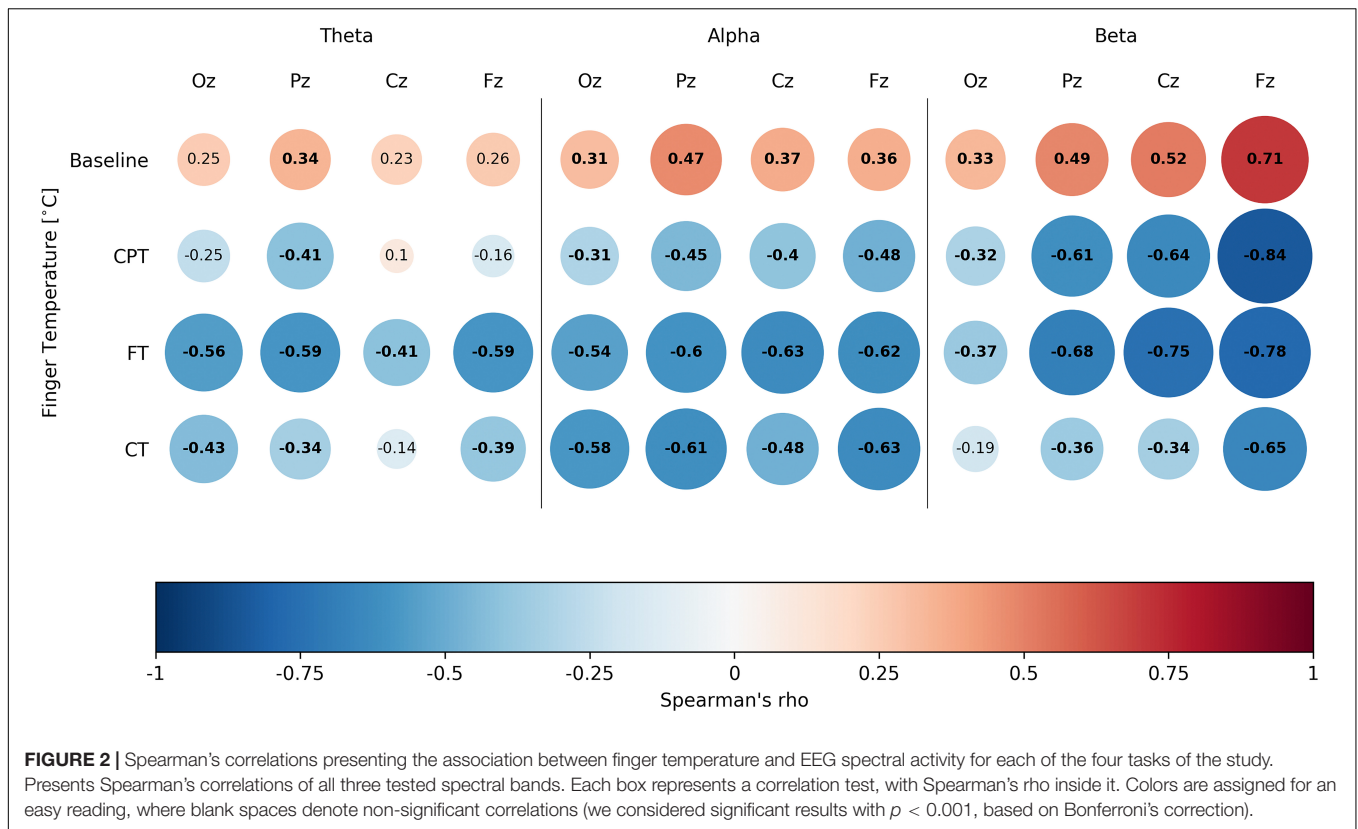 Theta Alpha Beta
Oz Pz Cz Fz Oz Pz Cz Fz Oz Pz Cz Fz
Finger Temperature [°C]
Baseline 0.25 0.34 0.23 0.26 0.31 0.47 0.37 0.36 0.33 0.49 0.52 0.71
CPT -0.25 -0.41 0.1 -0.16 -0.31 -0.45 -0.4 -0.48 -0.32 -0.61 -0.64 -0.84
FT -0.56 -0.59 -0.41 -0.59 -0.54 -0.6 -0.63 -0.62 -0.37 -0.68 -0.75 -0.78
CT -0.43 -0.34 -0.14 -0.39 -0.58 -0.61 -0.48 -0.63 -0.19 -0.36 -0.34 -0.65
-1 -0.75 -0.5 -0.25 0 0.25 0.5 0.75 1
Spearman's rho
FIGURE 2 | Spearman's correlations presenting the association between finger temperature and EEG spectral activity for each of the four tasks of the study.
Presents Spearman's correlations of all three tested spectral bands. Each box represents a correlation test, with Spearman's rho inside it. Colors are assigned for an
easy reading, where blank spaces denote non-significant correlations (we considered significant results with p < 0.001, based on Bonferroni's correction).